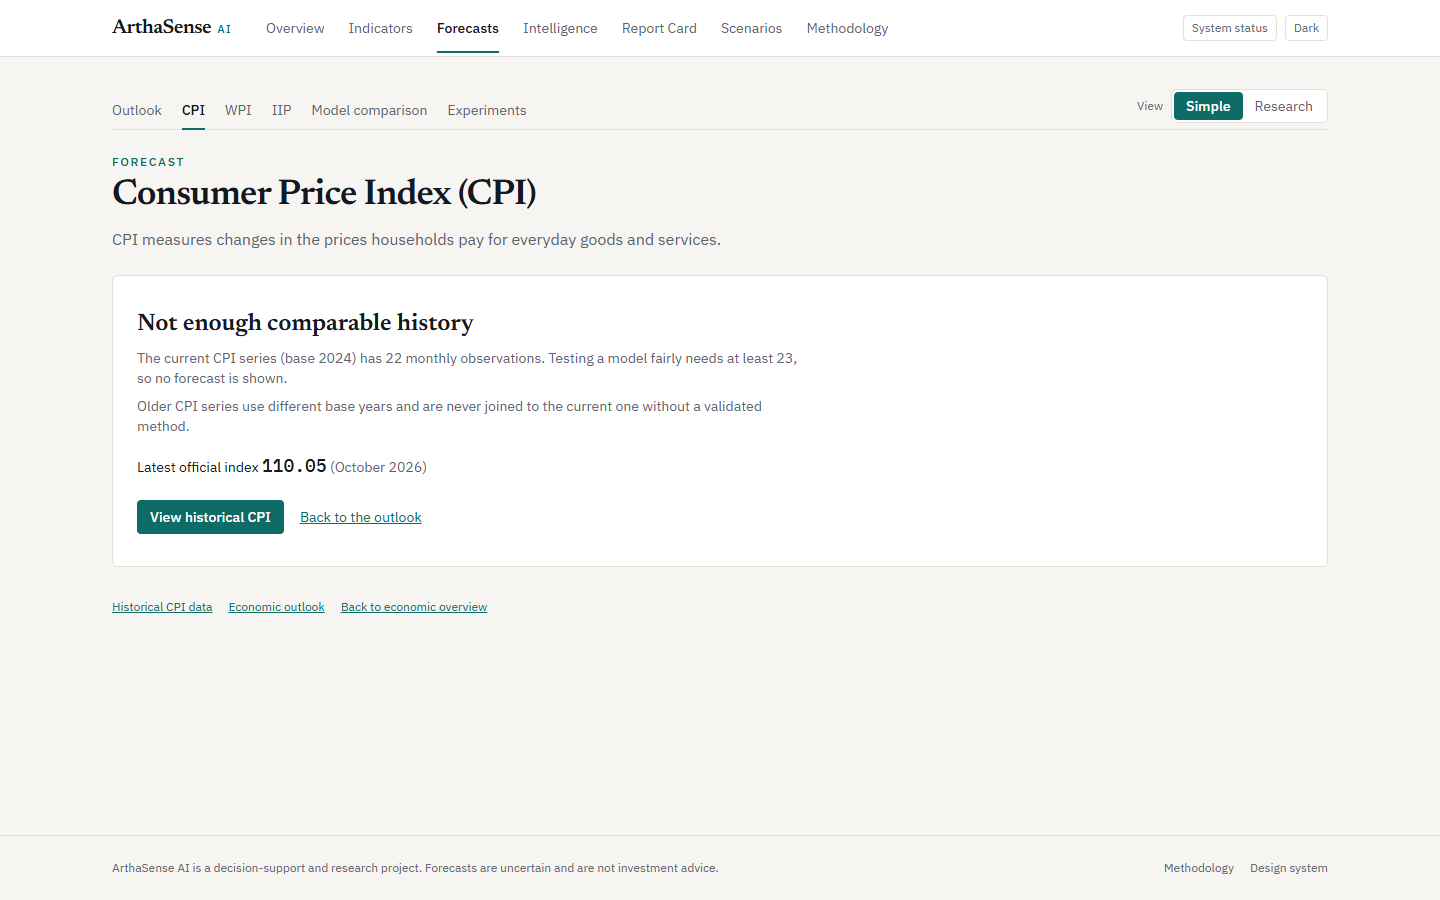 ArthaSense AI Overview Indicators Forecasts Intelligence Report Card Scenarios Methodology System status Dark
Outlook CPI WPI IIP Model comparison Experiments View Simple Research
FORECAST
Consumer Price Index (CPI)
CPI measures changes in the prices households pay for everyday goods and services.
Not enough comparable history
The current CPI series (base 2024) has 22 monthly observations. Testing a model fairly needs at least 23,
so no forecast is shown.
Older CPI series use different base years and are never joined to the current one without a validated
method.
Latest official index 110.05 (October 2026)
View historical CPI Back to the outlook
Historical CPI data Economic outlook Back to economic overview
ArthaSense AI is a decision-support and research project. Forecasts are uncertain and are not investment advice. Methodology Design system